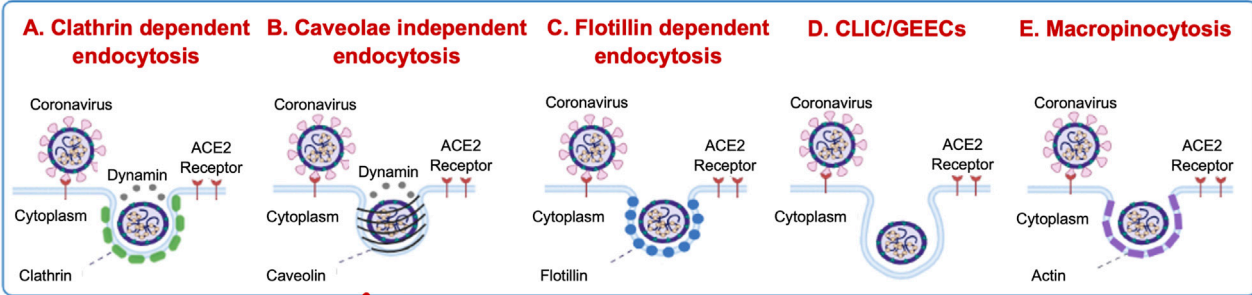 A. Clathrin dependent
endocytosis
Coronavirus
ACE2
Receptor
Dynamin
Cytoplasm
Clathrin
B. Caveolae independent
endocytosis
Coronavirus
ACE2
Receptor
Dynamin
Cytoplasm
Caveolin
C. Flotillin dependent
endocytosis
Coronavirus
ACE2
Receptor
Cytoplasm
Flotillin
D. CLIC/GEECs
Coronavirus
ACE2
Receptor
Cytoplasm
E. Macropinocytosis
Coronavirus
ACE2
Receptor
Cytoplasm
Actin